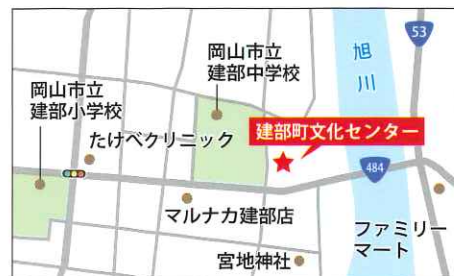 岡山市立
建部中学校
旭川
53
岡山市立
建部小学校
たけべクリニック
建部町文化センター
484
マルナカ建部店
ファミリー
マート
宮地神社